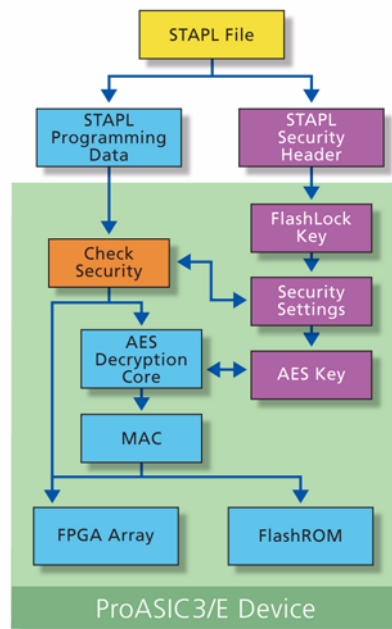 STAPL File
STAPL
Programming
Data
STAPL
Security
Header
FlashLock
Key
Check
Security
Security
Settings
AES
Decryption
Core
AES Key
MAC
FPGA Array
FlashROM
ProASIC3/E Device